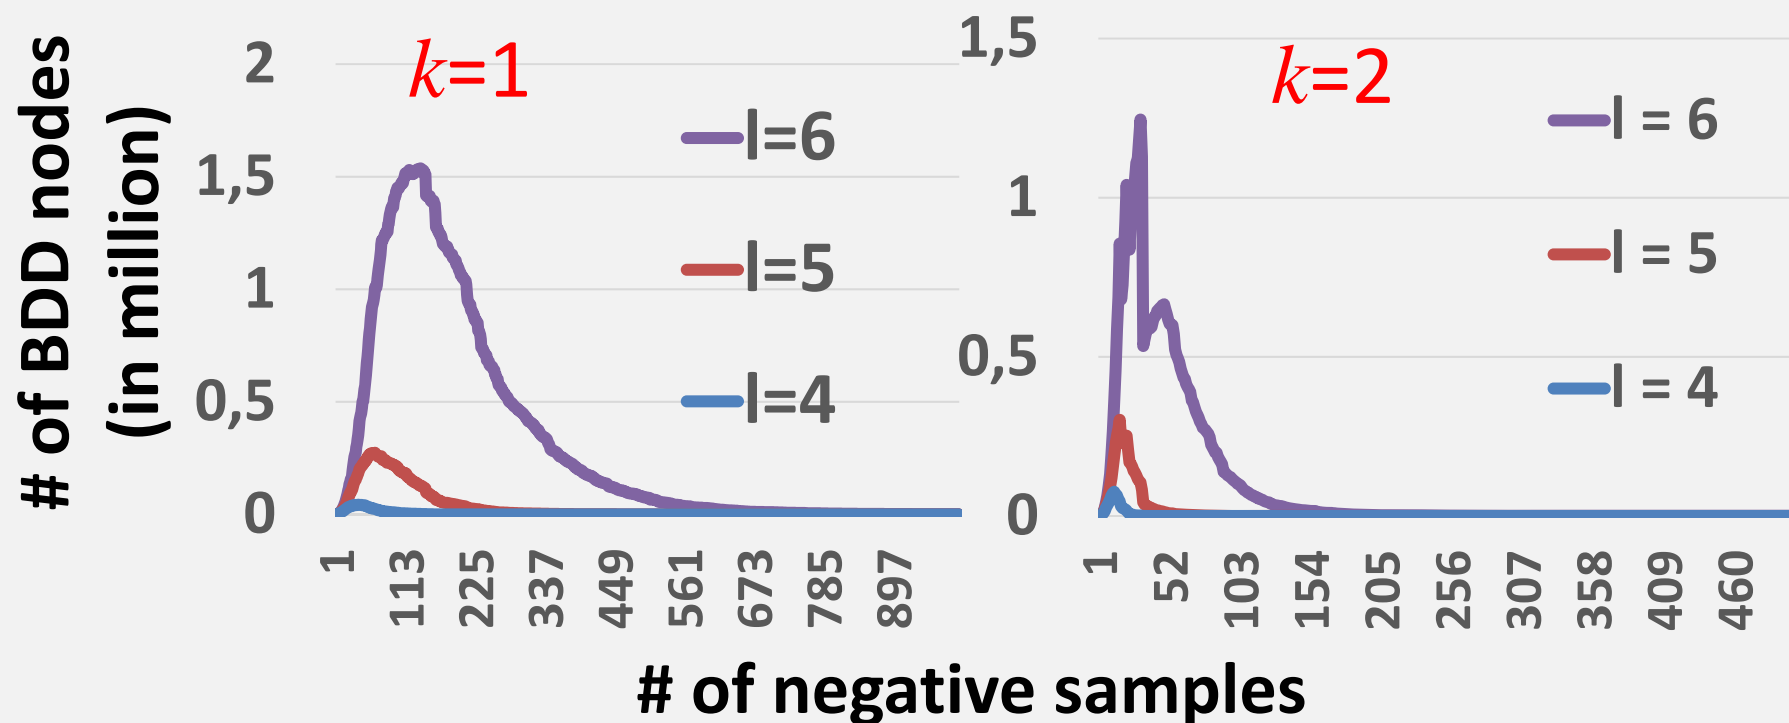 # of BDD nodes
(in million)
2
1,5
1
0,5
0
k=1
l=6
l=5
l=4
1
113
225
337
449
561
673
785
897
1,5
1
0,5
0
k=2
l = 6
l = 5
l = 4
1
52
103
154
205
256
307
358
409
460
# of negative samples